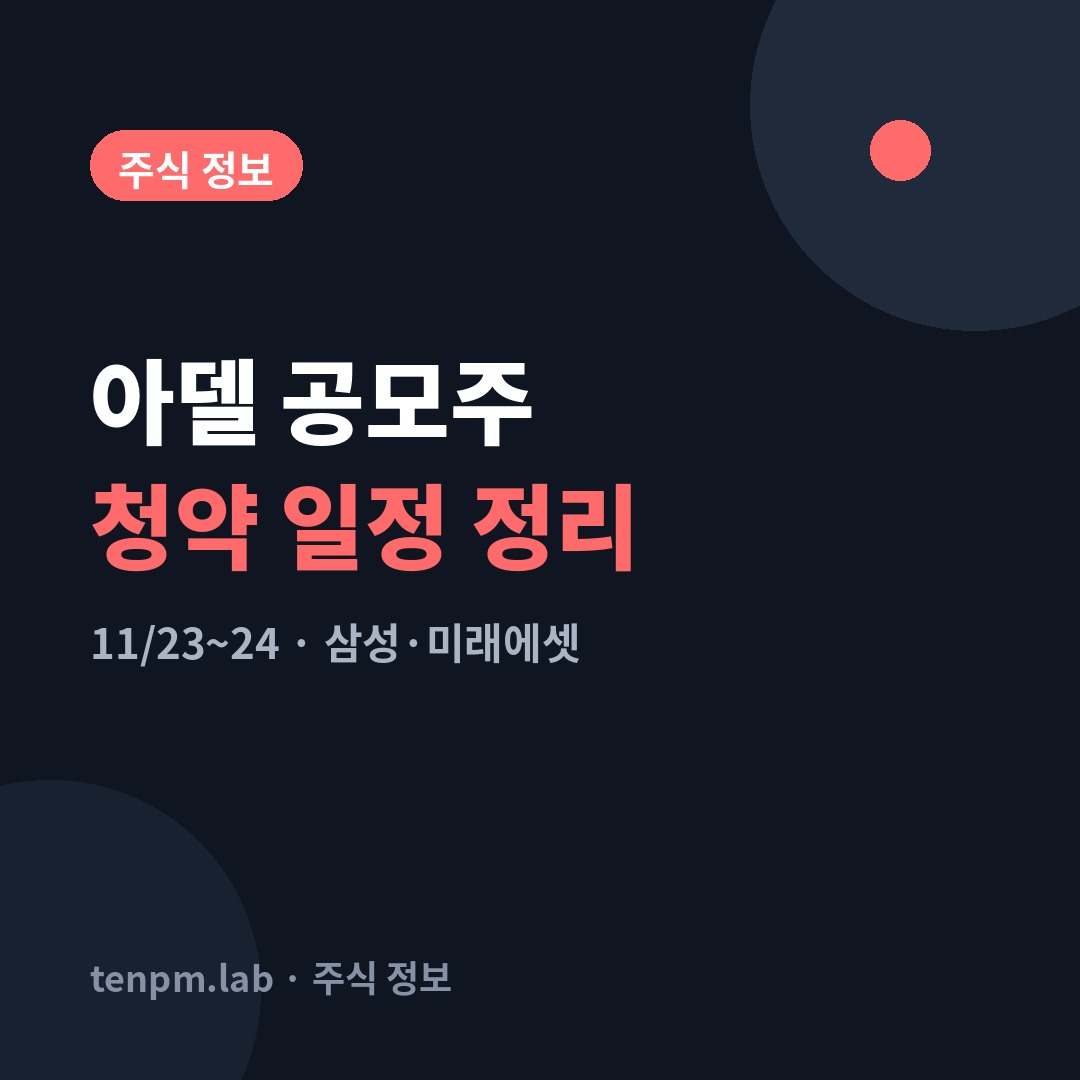 주식 정보
아델 공모주
청약 일정 정리
11/23~24 · 삼성·미래에셋
tenpm.lab · 주식 정보